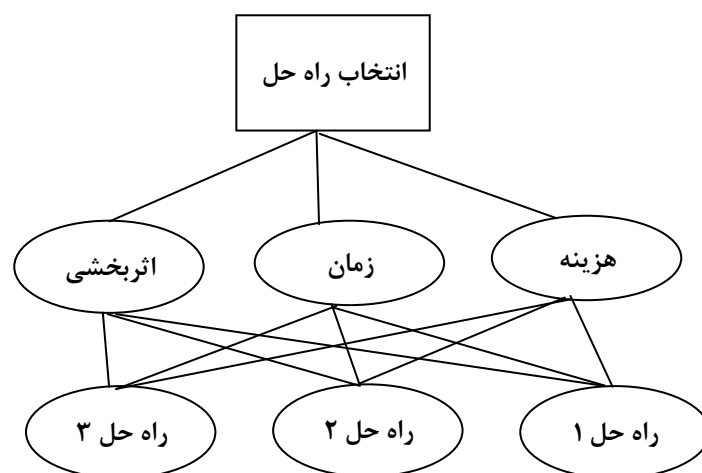 انتخاب راه حل
هزینه
زمان
اثربخشی
راه حل ۱
راه حل ۲
راه حل ۳